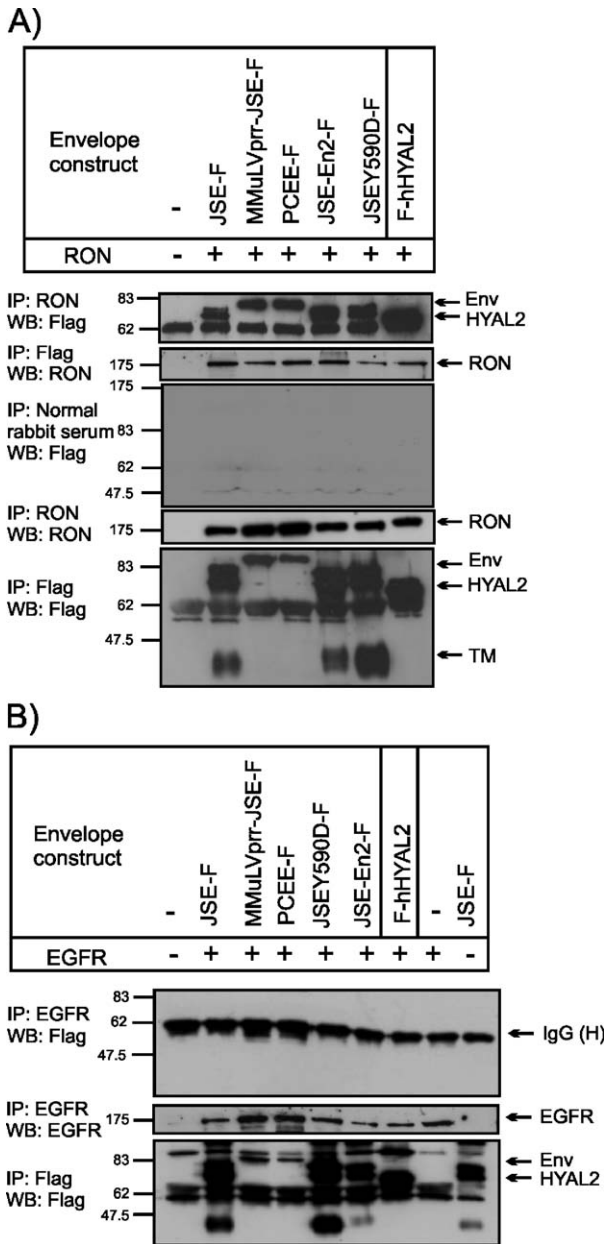 A)
Envelope construct
-
JSE-F
MMuLVprr-JSE-F
PCEE-F
JSE-En2-F
JSEY590D-F
F-hHYAL2
RON - + + + + + +
IP: RON
WB: Flag
83
62
Env
HYAL2
IP: Flag
WB: RON
175
RON
IP: Normal
rabbit serum
WB: Flag
175
83
62
47.5
IP: RON
WB: RON
175
RON
IP: Flag
WB: Flag
83
62
47.5
Env
HYAL2
TM
B)
Envelope construct
-
JSE-F
MMuLVprr-JSE-F
PCEE-F
JSEY590D-F
JSE-En2-F
F-hHYAL2
-
JSE-F
EGFR - + + + + + + + -
IP: EGFR
WB: Flag
83
62
47.5
IgG (H)
IP: EGFR
WB: EGFR
175
EGFR
IP: Flag
WB: Flag
83
62
47.5
Env
HYAL2